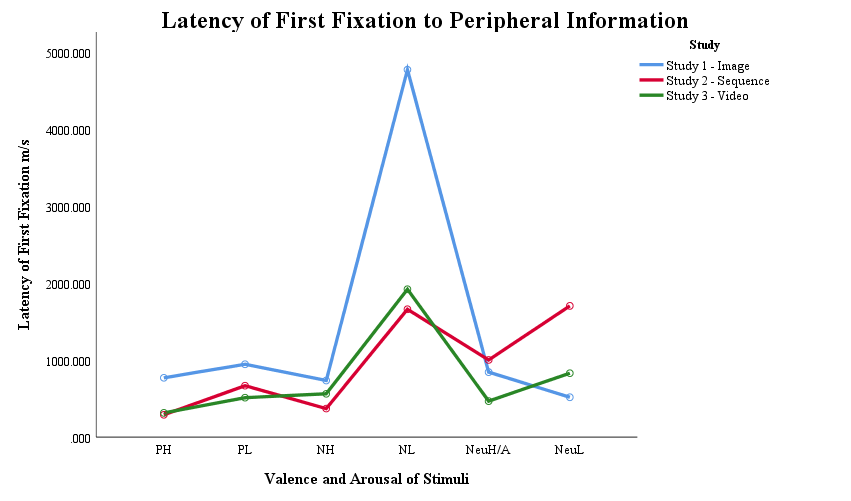 Latency of First Fixation to Peripheral Information
Study
Study 1 - Image
Study 2 - Sequence
Study 3 - Video
Latency of First Fixation m/s
5000.000
4000.000
3000.000
2000.000
1000.000
.000
PH PL NH NL NeuH/A NeuL
Valence and Arousal of Stimuli